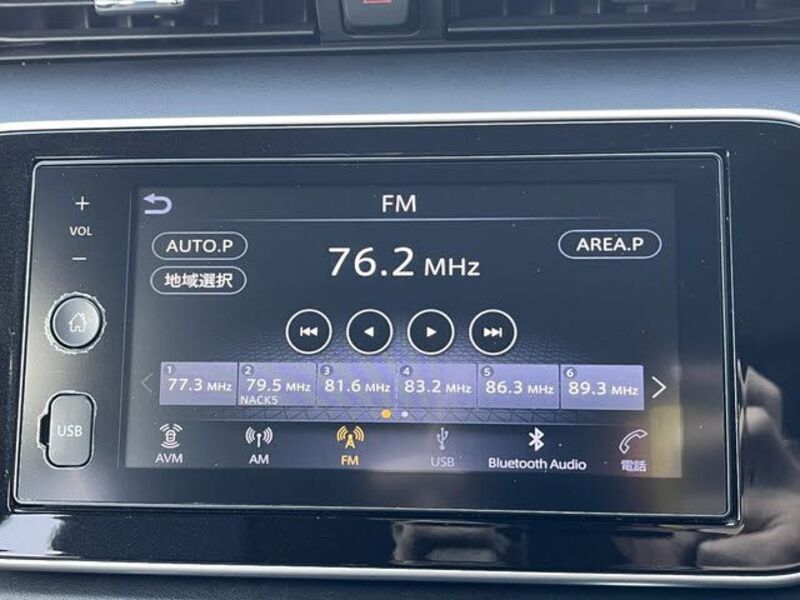 FM
+
VOL
−
AUTO.P
AREA.P
76.2 MHz
地域選択
1 77.3 MHz
2 79.5 MHz NACK5
3 81.6 MHz
4 83.2 MHz
5 86.3 MHz
6 89.3 MHz
USB
AVM
AM
FM
USB
Bluetooth Audio
電話